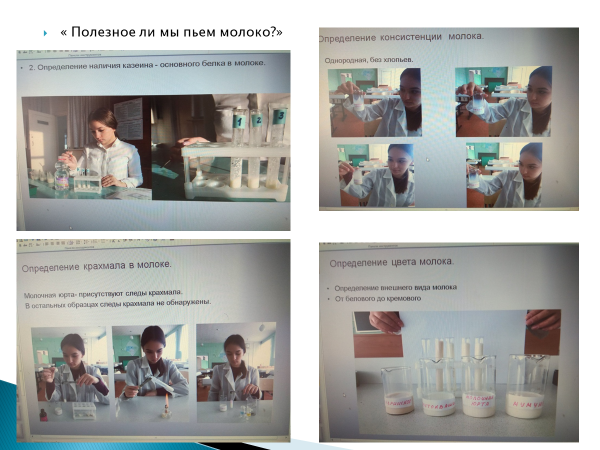 « Полезное ли мы пьем молоко?»
2. Определение наличия казеина - основного белка в молоке.
Определение консистенции молока.
Однородная, без хлопьев.
Определение крахмала в молоке.
Молочная юрта- присутствуют следы крахмала.
В остальных образцах следы крахмала не обнаружены.
Определение цвета молока.
Определение внешнего вида молока
От белового до кремового